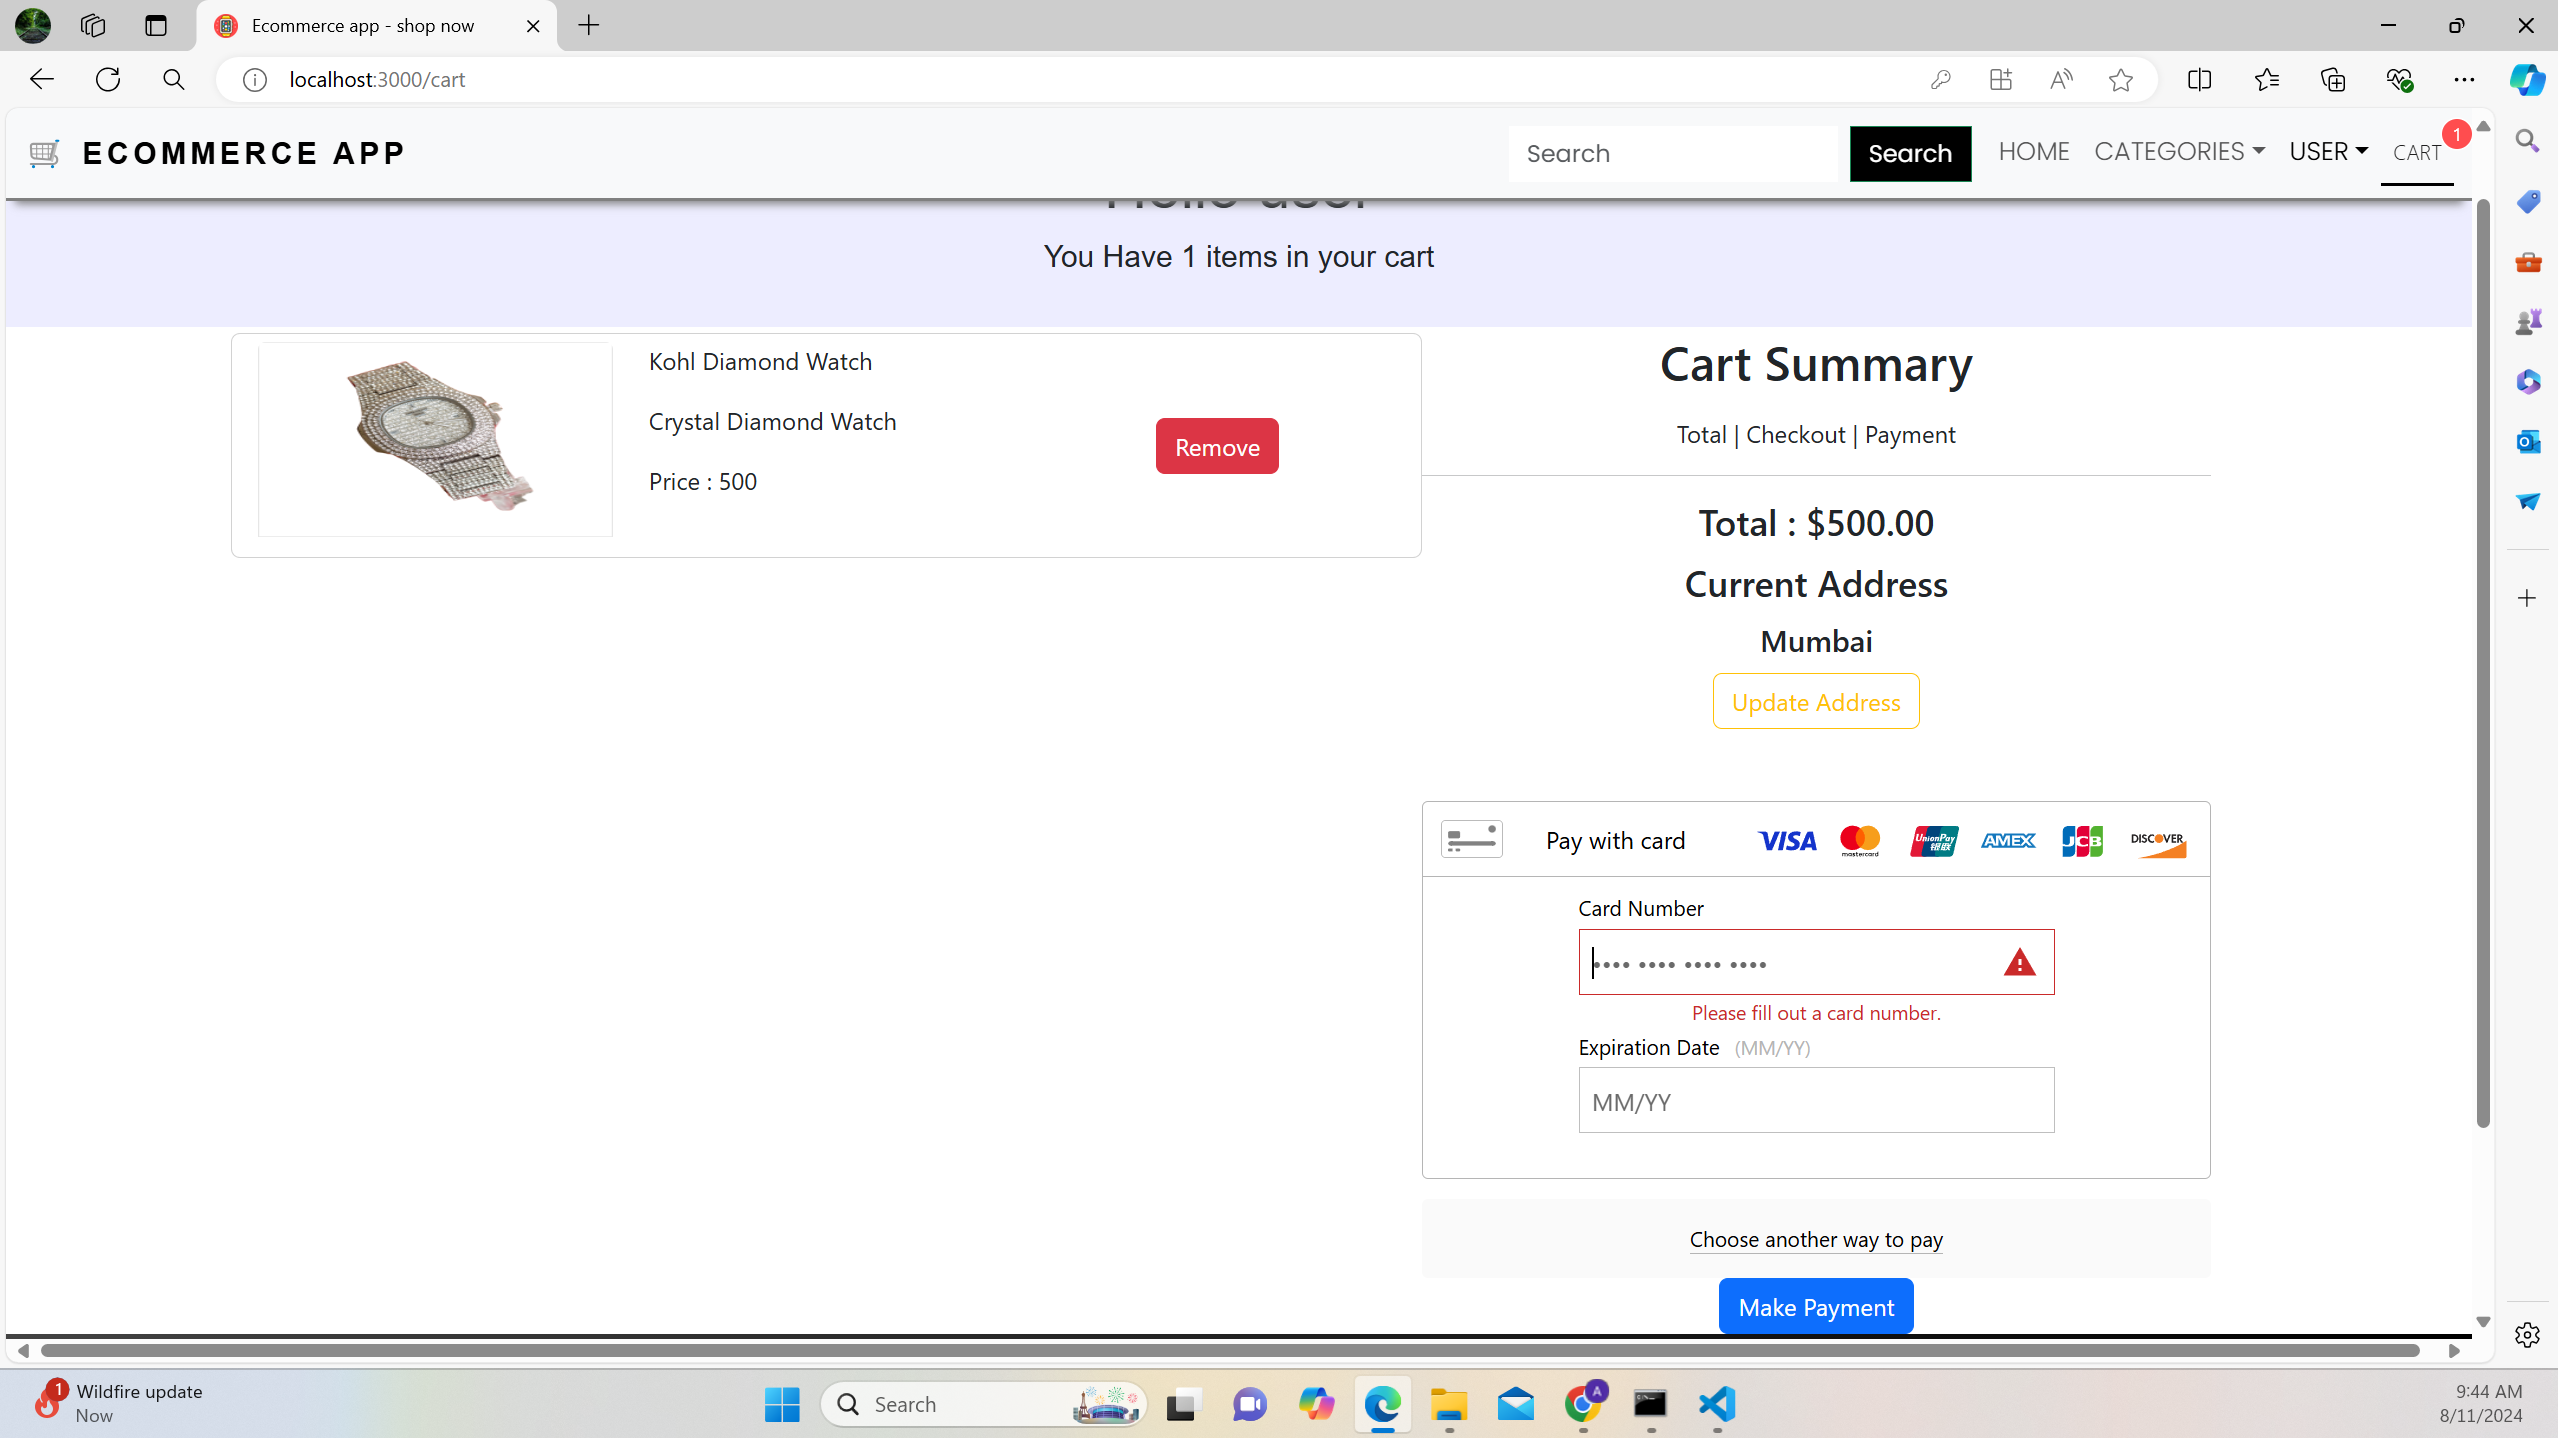 Ecommerce app - shop now
localhost:3000/cart
ECOMMERCE APP
Search
Search
HOME
CATEGORIES
USER
CART
1
Hello user
You Have 1 items in your cart
Kohl Diamond Watch
Crystal Diamond Watch
Price : 500
Remove
Cart Summary
Total | Checkout | Payment
Total : $500.00
Current Address
Mumbai
Update Address
Pay with card
VISA
mastercard
UnionPay
银联
AMEX
JCB
DISCOVER
Card Number
•••• •••• •••• ••••
Please fill out a card number.
Expiration Date (MM/YY)
MM/YY
Choose another way to pay
Make Payment
1
Wildfire update
Now
Search
A
9:44 AM
8/11/2024